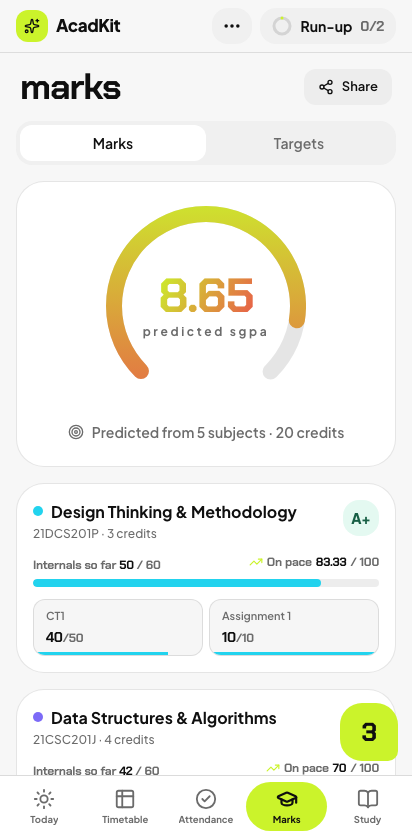 AcadKit
Run-up 0/2
marks
Share
Marks
Targets
8.65
predicted sgpa
Predicted from 5 subjects · 20 credits
Design Thinking & Methodology
A+
21DCS201P · 3 credits
Internals so far 50 / 60
On pace 83.33 / 100
CT1
40/50
Assignment 1
10/10
Data Structures & Algorithms
3
21CSC201J · 4 credits
Internals so far 42 / 60
On pace 70 / 100
Today
Timetable
Attendance
Marks
Study